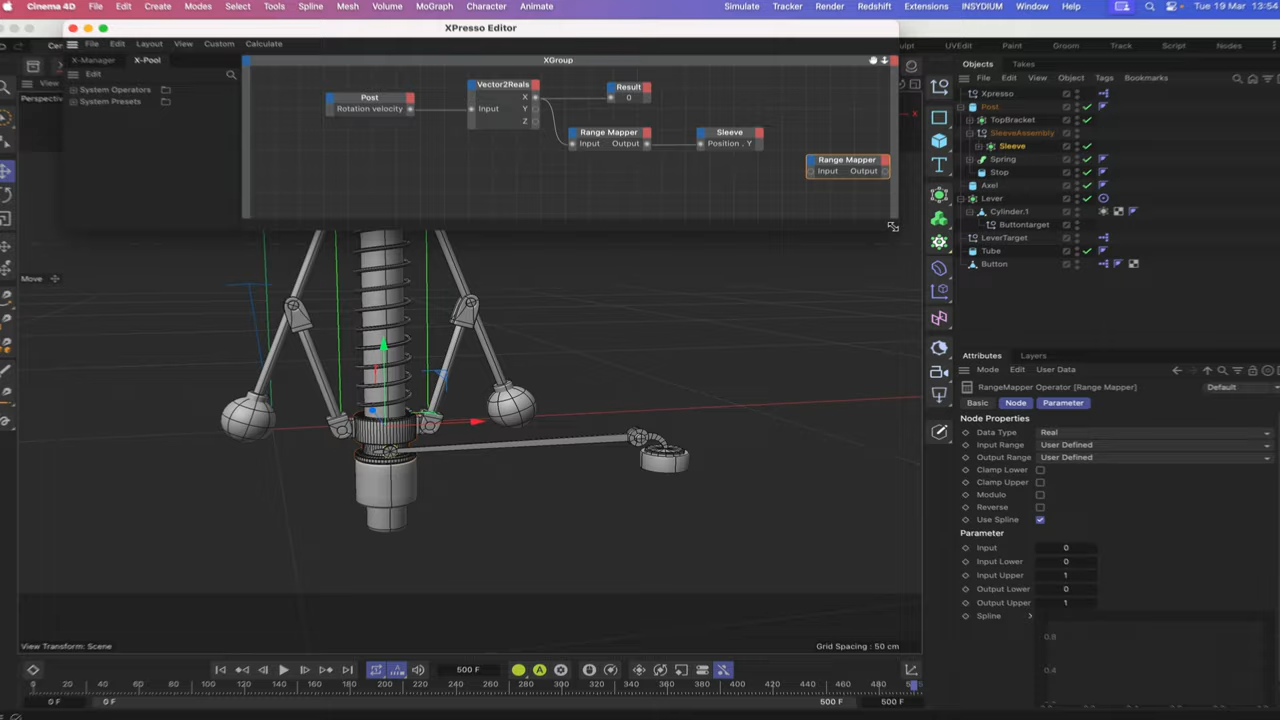 Cinema 4D File Edit Create Modes Select Tools Spline Mesh Volume MoGraph Character Animate Simulate Tracker Render Redshift Extensions INSYDIUM Window Help Tue 19 Mar 13:54
XPresso Editor
File Edit Layout View Custom Calculate
UVEdit Paint Groom Track Script Nodes
X-Manager X-Pool
XGroup
Edit
System Operators
System Presets
View
Perspectiv
Move
Post
Rotation velocity
Vector2Reals
X
Input Y
Z
Result
0
Range Mapper
Input Output
Sleeve
Position . Y
Range Mapper
Input Output
Objects Takes
File Edit View Object Tags Bookmarks
Xpresso
Post
TopBracket
SleeveAssembly
Sleeve
Spring
Stop
Axel
Lever
Cylinder.1
Buttontarget
LeverTarget
Tube
Button
Attributes Layers
Mode Edit User Data
RangeMapper Operator [Range Mapper] Default
Basic Node Parameter
Node Properties
Data Type Real
Input Range User Defined
Output Range User Defined
Clamp Lower
Clamp Upper
Modulo
Reverse
Use Spline
Parameter
Input 0
Input Lower 0
Input Upper 1
Output Lower 0
Output Upper 1
Spline
0.8
0.4
View Transform: Scene
Grid Spacing : 50 cm
500 F
0 20 40 60 80 100 120 140 160 180 200 220 240 260 280 300 320 340 360 380 400 420 440 460 480
0 F 0 F 500 F 500 F